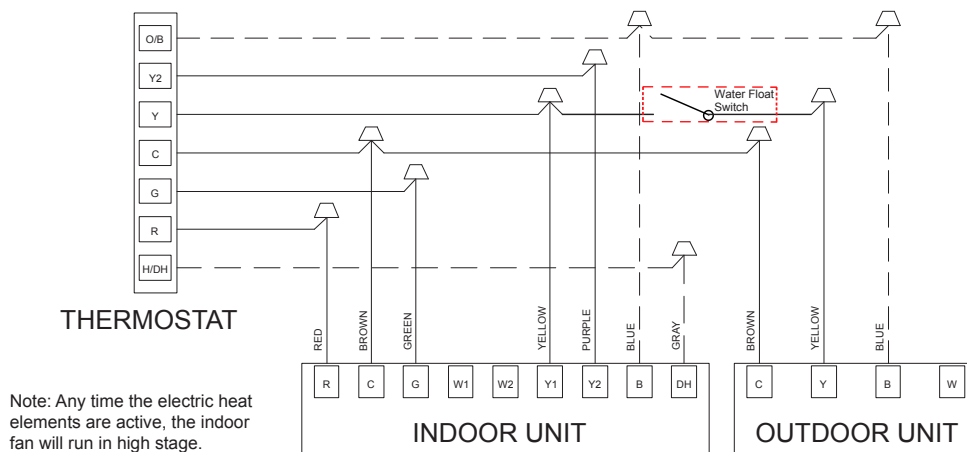 O/B
Y2
Y
C
G
R
H/DH
THERMOSTAT
Water Float
Switch
RED
BROWN
GREEN
YELLOW
PURPLE
BLUE
GRAY
BROWN
YELLOW
BLUE
R
C
G
W1
W2
Y1
Y2
B
DH
C
Y
B
W
INDOOR UNIT
OUTDOOR UNIT
Note: Any time the electric heat
elements are active, the indoor
fan will run in high stage.